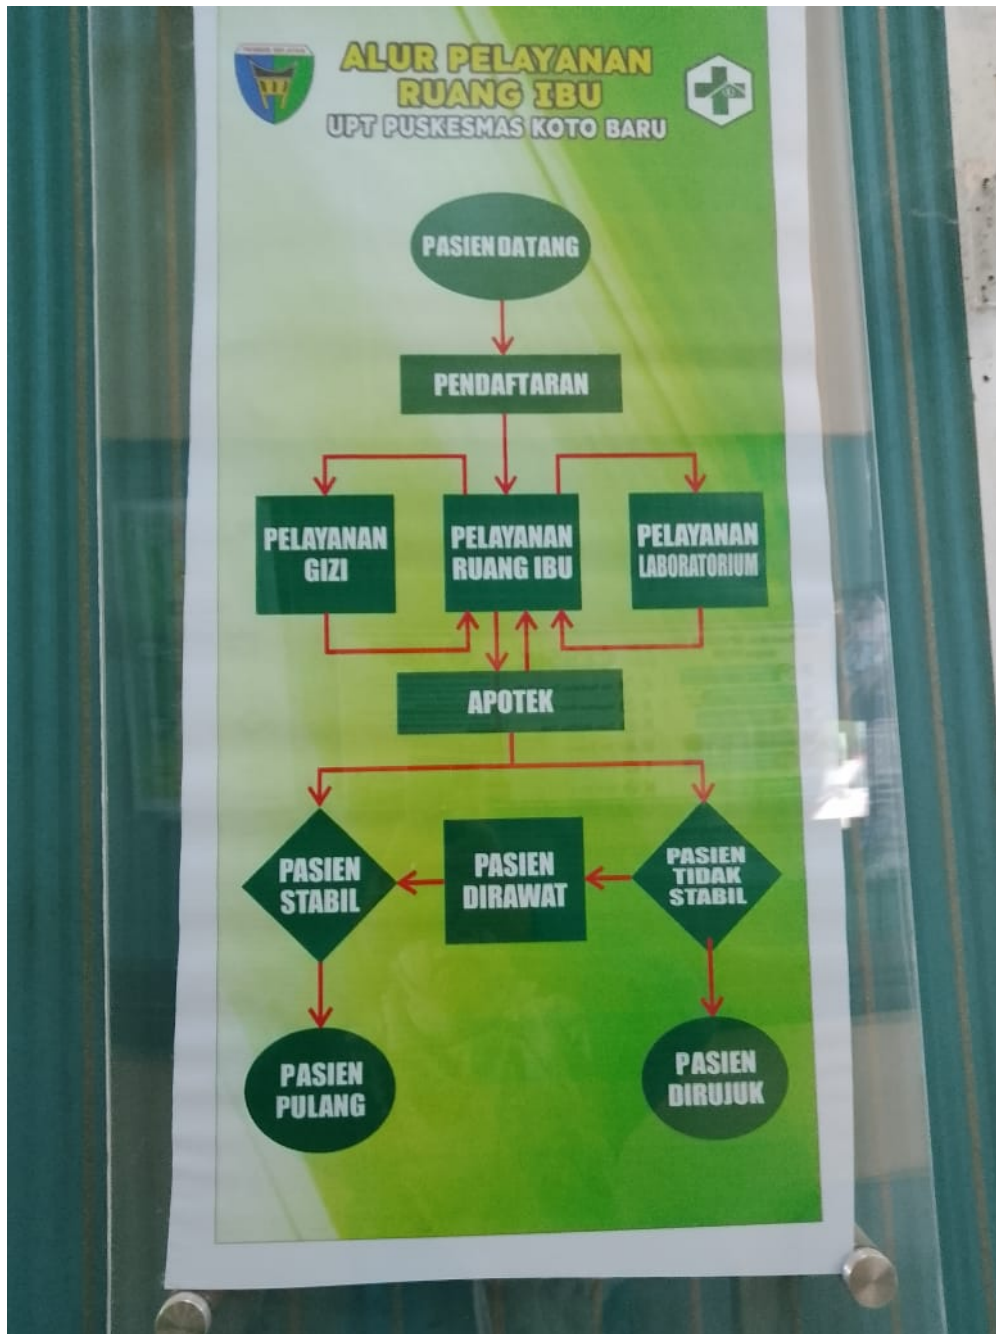 ALUR PELAYANAN
RUANG IBU
UPT PUSKESMAS KOTO BARU
PASIEN DATANG
PENDAFTARAN
PELAYANAN
GIZI
PELAYANAN
RUANG IBU
PELAYANAN
LABORATORIUM
APOTEK
PASIEN
STABIL
PASIEN
DIRAWAT
PASIEN
TIDAK
STABIL
PASIEN
PULANG
PASIEN
DIRUJUK